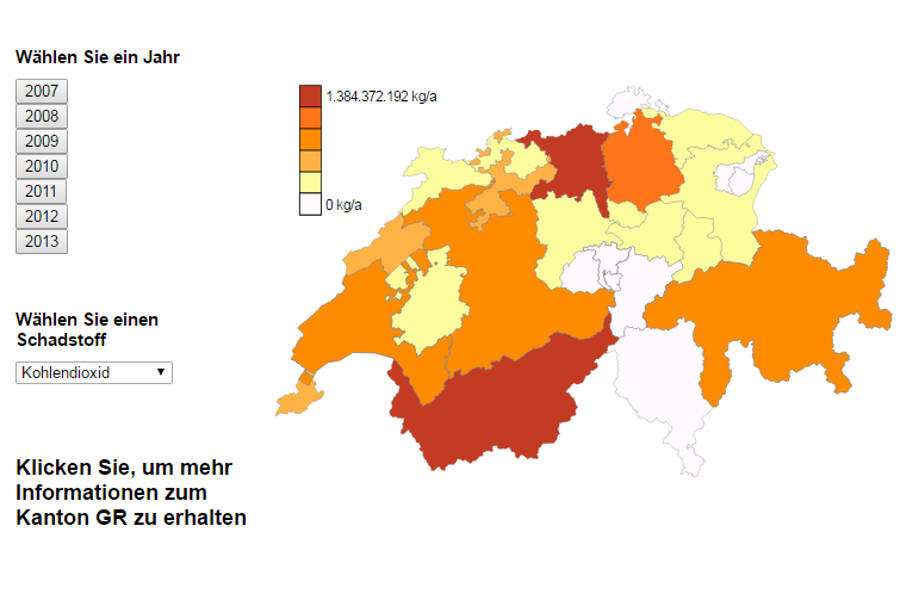 Wählen Sie ein Jahr
2007
2008
2009
2010
2011
2012
2013
1.384.372.192 kg/a
0 kg/a
Wählen Sie einen
Schadstoff
Kohlendioxid
Klicken Sie, um mehr
Informationen zum
Kanton GR zu erhalten